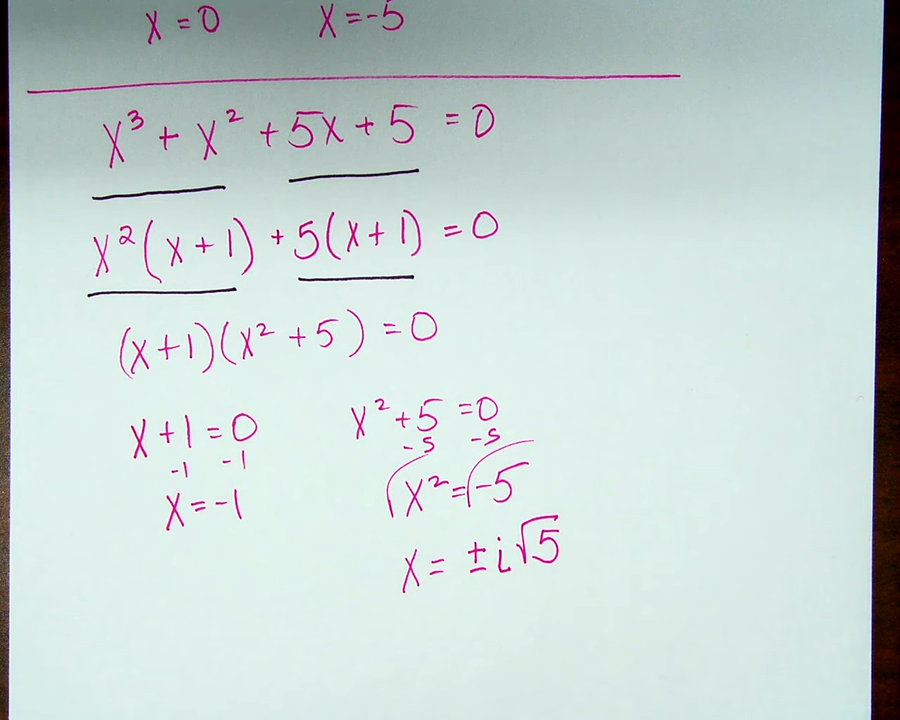 x = 0 x = -5
x³ + x² + 5x + 5 = 0
x²(x + 1) + 5(x + 1) = 0
(x + 1)(x² + 5) = 0
x + 1 = 0 x² + 5 = 0
-1 -1 -5 -5
x = -1 √x² = √-5
x = ± i√5